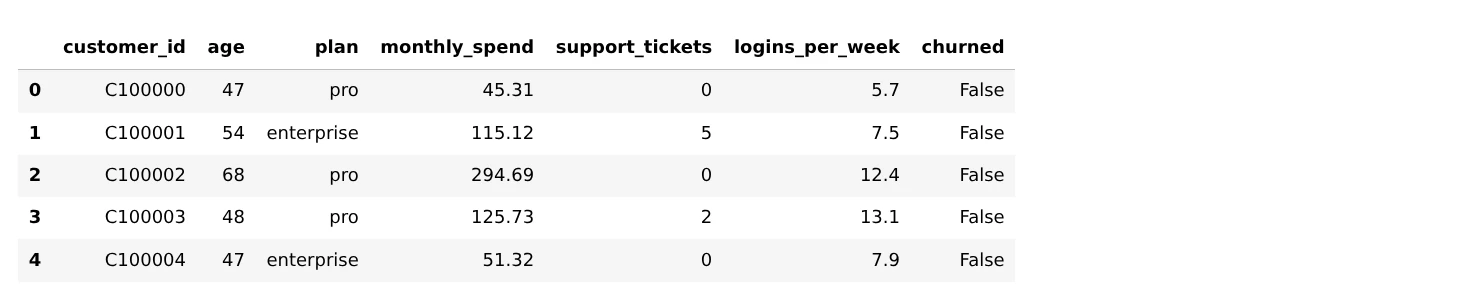 customer_id age plan monthly_spend support_tickets logins_per_week churned
0 C100000 47 pro 45.31 0 5.7 False
1 C100001 54 enterprise 115.12 5 7.5 False
2 C100002 68 pro 294.69 0 12.4 False
3 C100003 48 pro 125.73 2 13.1 False
4 C100004 47 enterprise 51.32 0 7.9 False